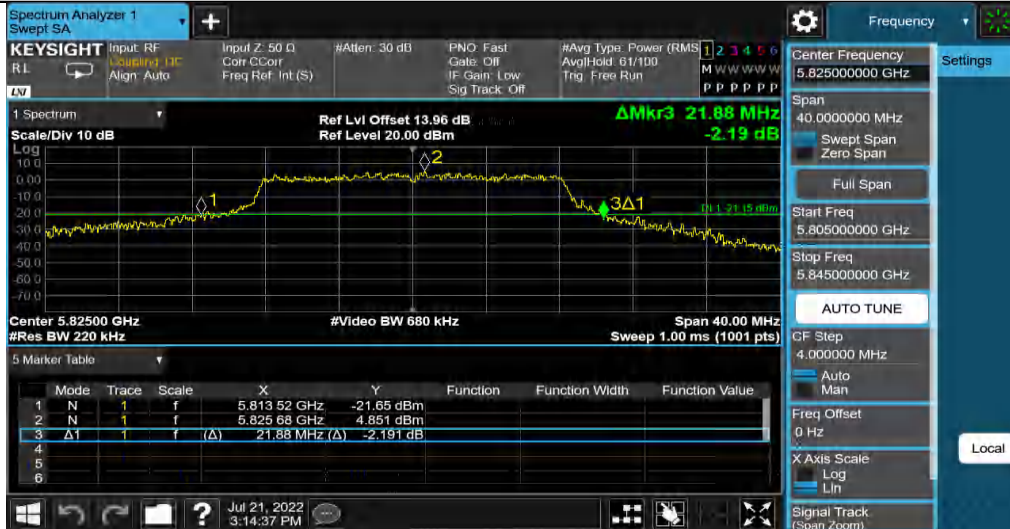 Spectrum Analyzer 1
Swept SA
+
Frequency
KEYSIGHT
RL
LXI
Input: RF
Coupling: DC
Align: Auto
Input Z: 50 Ω
Corr CCorr
Freq Ref: Int (S)
#Atten: 30 dB
PNO: Fast
Gate: Off
IF Gain: Low
Sig Track: Off
#Avg Type: Power (RMS
AvgHold: 61/100
Trig: Free Run
1 2 3 4 5 6
M W W W W W
P P P P P P
Settings
Center Frequency
5.825000000 GHz
Span
40.0000000 MHz
Swept Span
Zero Span
Full Span
Start Freq
5.805000000 GHz
Stop Freq
5.845000000 GHz
AUTO TUNE
CF Step
4.000000 MHz
Auto
Man
Freq Offset
0 Hz
X Axis Scale
Log
Lin
Signal Track
(Span Zoom)
Local
1 Spectrum
Scale/Div 10 dB
Ref Lvl Offset 13.96 dB
Ref Level 20.00 dBm
ΔMkr3 21.88 MHz
-2.19 dB
Log
10.0
0.00
-10.0
-20.0
-30.0
-40.0
-50.0
-60.0
-70.0
1
2
3Δ1
DL1 -21.15 dBm
Center 5.82500 GHz
#Video BW 680 kHz
Span 40.00 MHz
#Res BW 220 kHz
Sweep 1.00 ms (1001 pts)
5 Marker Table
Mode Trace Scale X Y Function Function Width Function Value
1 N 1 f 5.813 52 GHz -21.65 dBm
2 N 1 f 5.825 68 GHz 4.851 dBm
3 Δ1 1 f (Δ) 21.88 MHz (Δ) -2.191 dB
4
5
6
?
Jul 21, 2022
3:14:37 PM